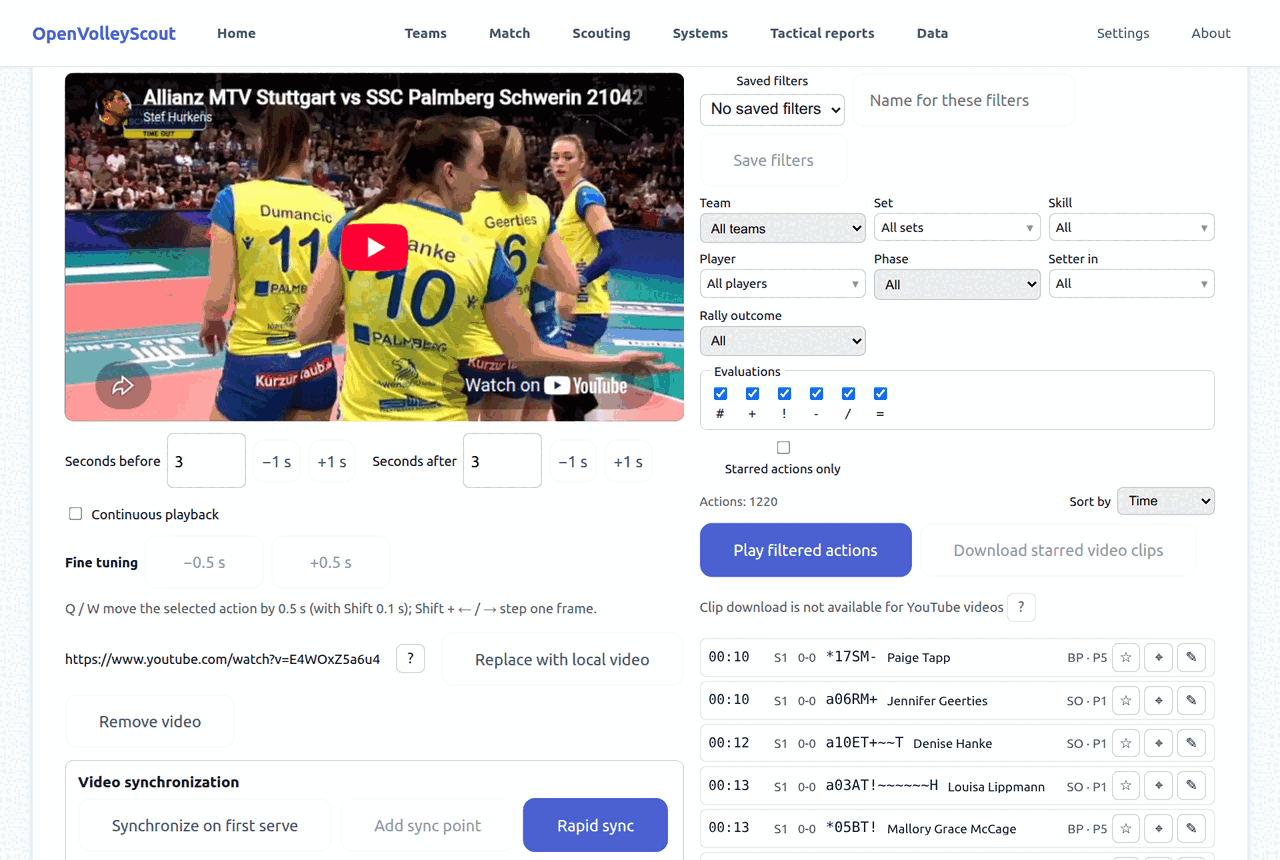 OpenVolleyScout Home Teams Match Scouting Systems Tactical reports Data Settings About
Allianz MTV Stuttgart vs SSC Palmberg Schwerin 21042
Stef Hurkens
TIME OUT
Dumancic
11
PALMB
Kurzurlaub
Hanke
10
PALMBERG
Geerties
6
Kurzur
Watch on YouTube
Seconds before 3 −1 s +1 s Seconds after 3 −1 s +1 s
Continuous playback
Fine tuning −0.5 s +0.5 s
Q / W move the selected action by 0.5 s (with Shift 0.1 s); Shift + ← / → step one frame.
https://www.youtube.com/watch?v=E4WOxZ5a6u4 ? Replace with local video
Remove video
Video synchronization
Synchronize on first serve Add sync point Rapid sync
Saved filters
No saved filters Name for these filters
Save filters
Team Set Skill
All teams All sets All
Player Phase Setter in
All players All All
Rally outcome
All
Evaluations
# + ! - / =
Starred actions only
Actions: 1220 Sort by Time
Play filtered actions Download starred video clips
Clip download is not available for YouTube videos ?
00:10 S1 0-0 *17SM- Paige Tapp BP · P5 ☆ ⌖ ✎
00:10 S1 0-0 a06RM+ Jennifer Geerties SO · P1 ☆ ⌖ ✎
00:12 S1 0-0 a10ET+~~T Denise Hanke SO · P1 ☆ ⌖ ✎
00:13 S1 0-0 a03AT!~~~~~~H Louisa Lippmann SO · P1 ☆ ⌖ ✎
00:13 S1 0-0 *05BT! Mallory Grace McCage BP · P5 ☆ ⌖ ✎